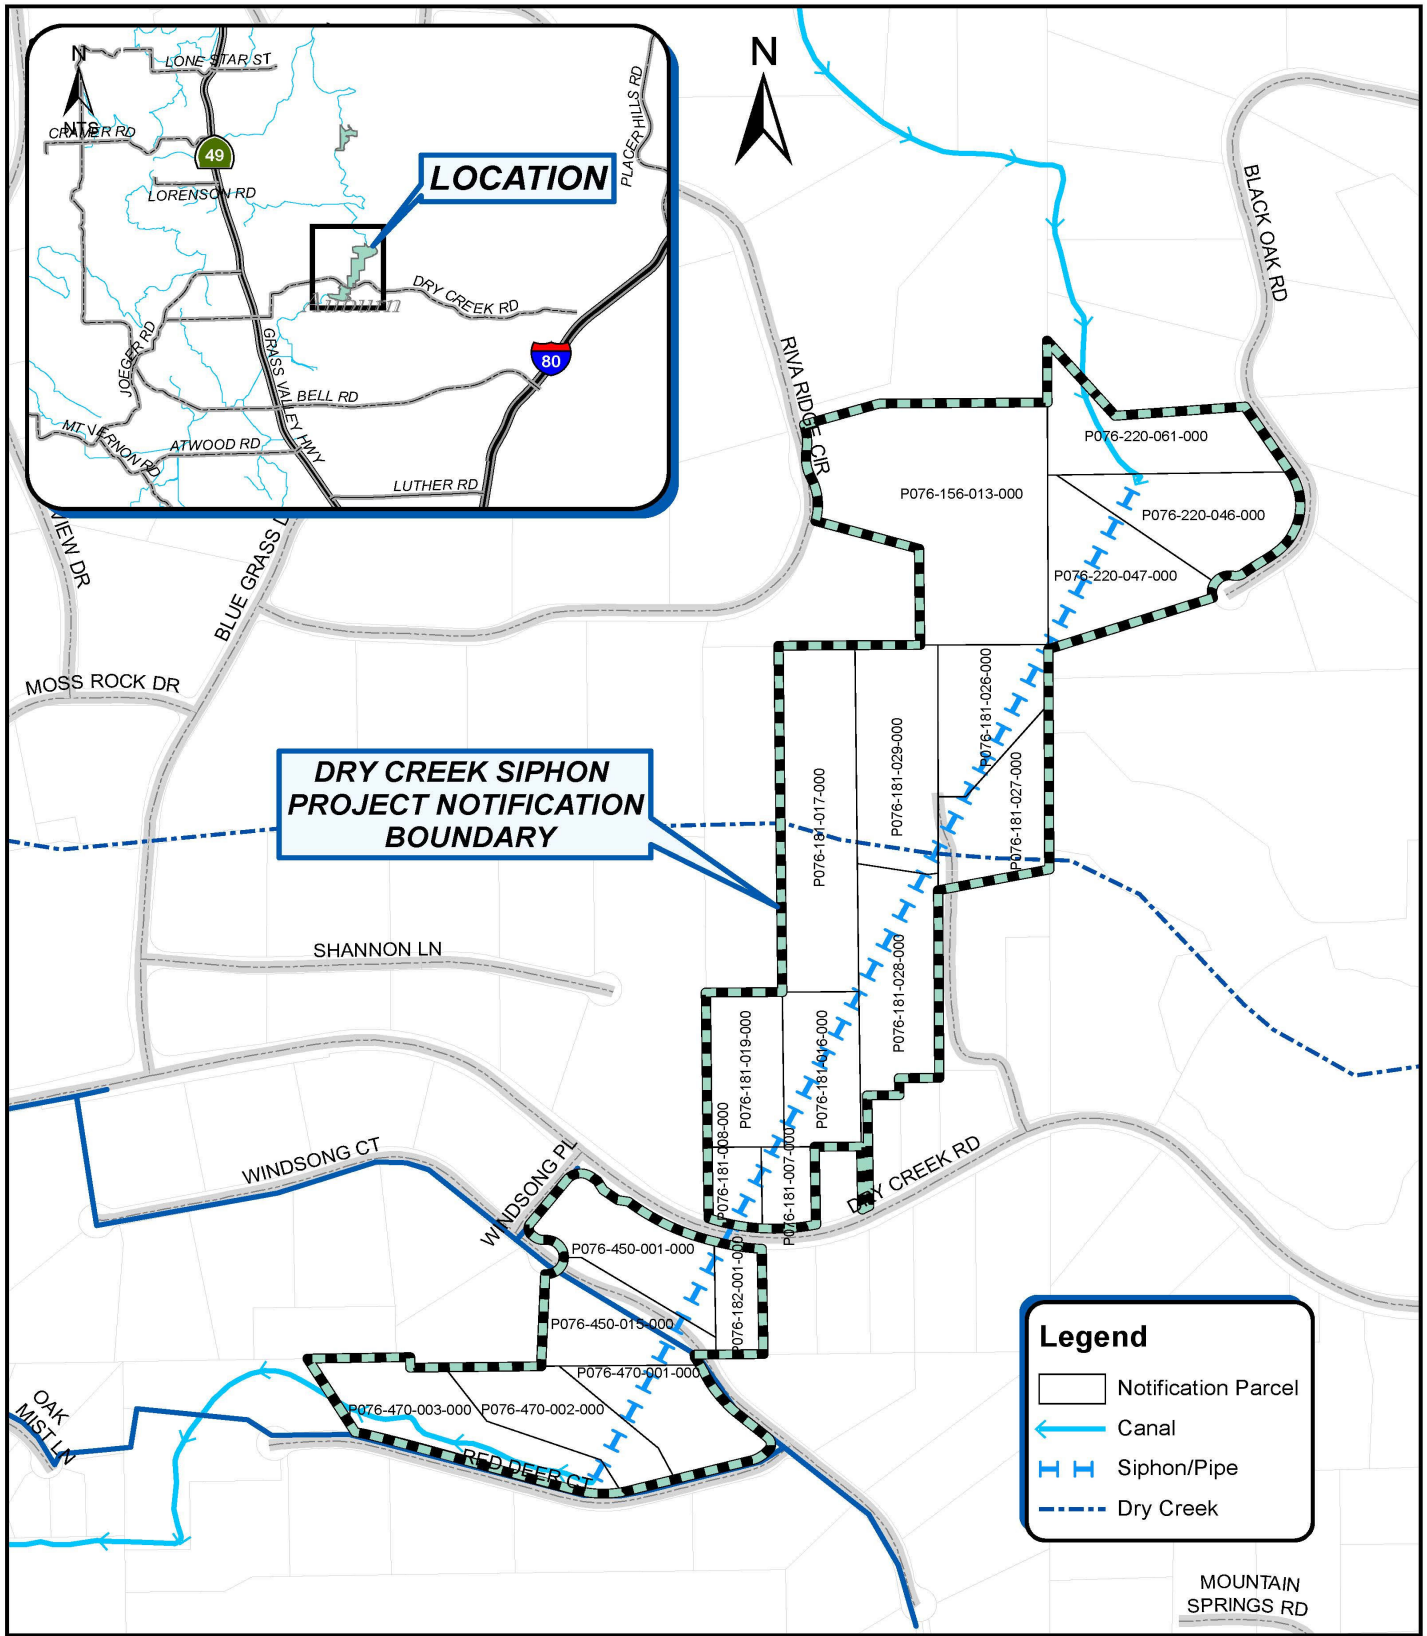 N
NTS
LONE STAR ST
CRAMER RD
49
LORENSON RD
PLACER HILLS RD
LOCATION
Auburn
DRY CREEK RD
JOEGER RD
GRASS VALLEY HWY
80
BELL RD
MT VERNON RD
ATWOOD RD
LUTHER RD
N
BLACK OAK RD
RIVA RIDGE CIR
VIEW DR
BLUE GRASS
MOSS ROCK DR
P076-220-061-000
P076-156-013-000
P076-220-046-000
P076-220-047-000
P076-181-026-000
P076-181-029-000
P076-181-017-000
P076-181-027-000
DRY CREEK SIPHON
PROJECT NOTIFICATION
BOUNDARY
SHANNON LN
P076-181-028-000
P076-181-019-000
P076-181-016-000
P076-181-008-000
P076-181-007-000
DRY CREEK RD
WINDSONG CT
WINDSONG PL
P076-450-001-000
P076-182-001-000
P076-450-015-000
P076-470-001-000
P076-470-003-000
P076-470-002-000
RED DEER CT
OAK
MIST LN
Legend
Notification Parcel
Canal
Siphon/Pipe
Dry Creek
MOUNTAIN
SPRINGS RD